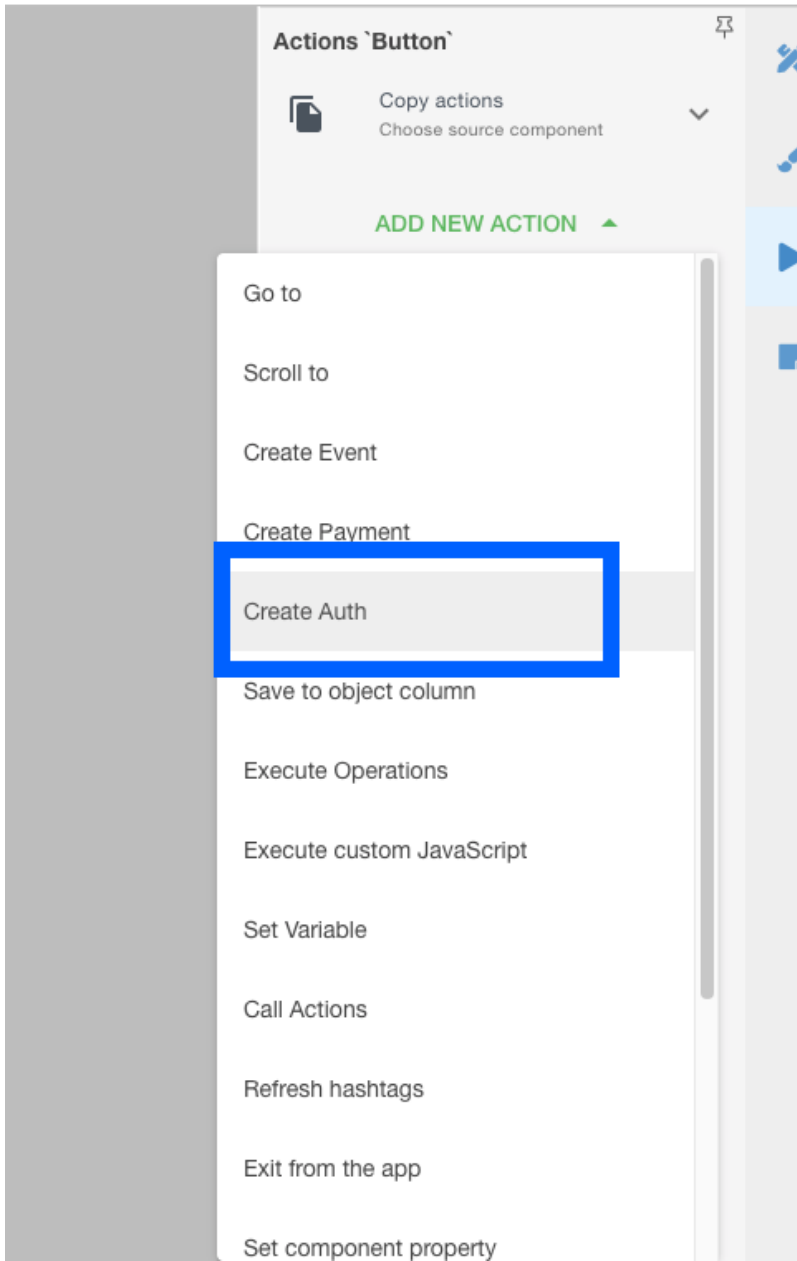 Actions `Button`
Copy actions
Choose source component
ADD NEW ACTION
Go to
Scroll to
Create Event
Create Payment
Create Auth
Save to object column
Execute Operations
Execute custom JavaScript
Set Variable
Call Actions
Refresh hashtags
Exit from the app
Set component property